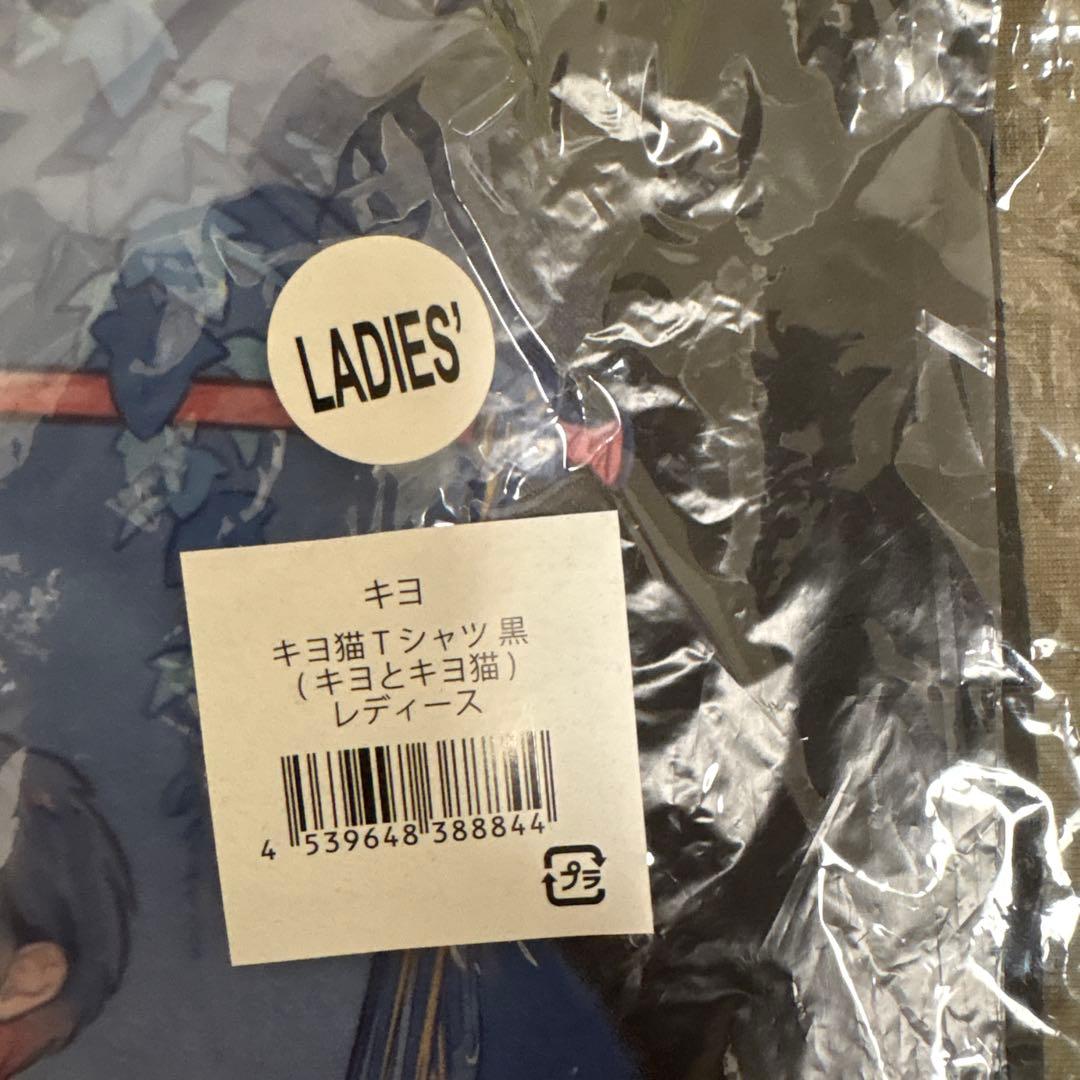 LADIES'
キヨ
キヨ猫Tシャツ 黒
(キヨとキヨ猫)
レディース
4 539648 388844
プラ